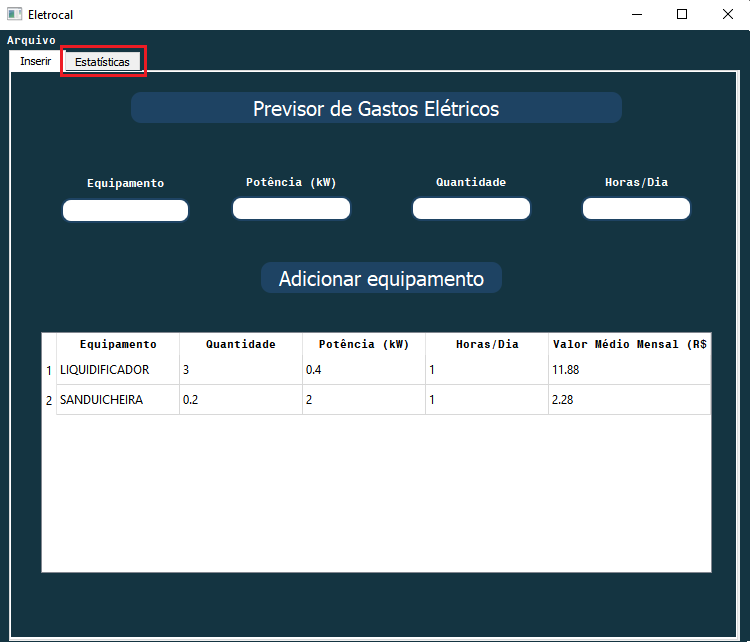 Eletrocal
Arquivo
Inserir Estatísticas
Previsor de Gastos Elétricos
Equipamento Potência (kW) Quantidade Horas/Dia
Adicionar equipamento
Equipamento Quantidade Potência (kW) Horas/Dia Valor Médio Mensal (R$
1 LIQUIDIFICADOR 3 0.4 1 11.88
2 SANDUICHEIRA 0.2 2 1 2.28